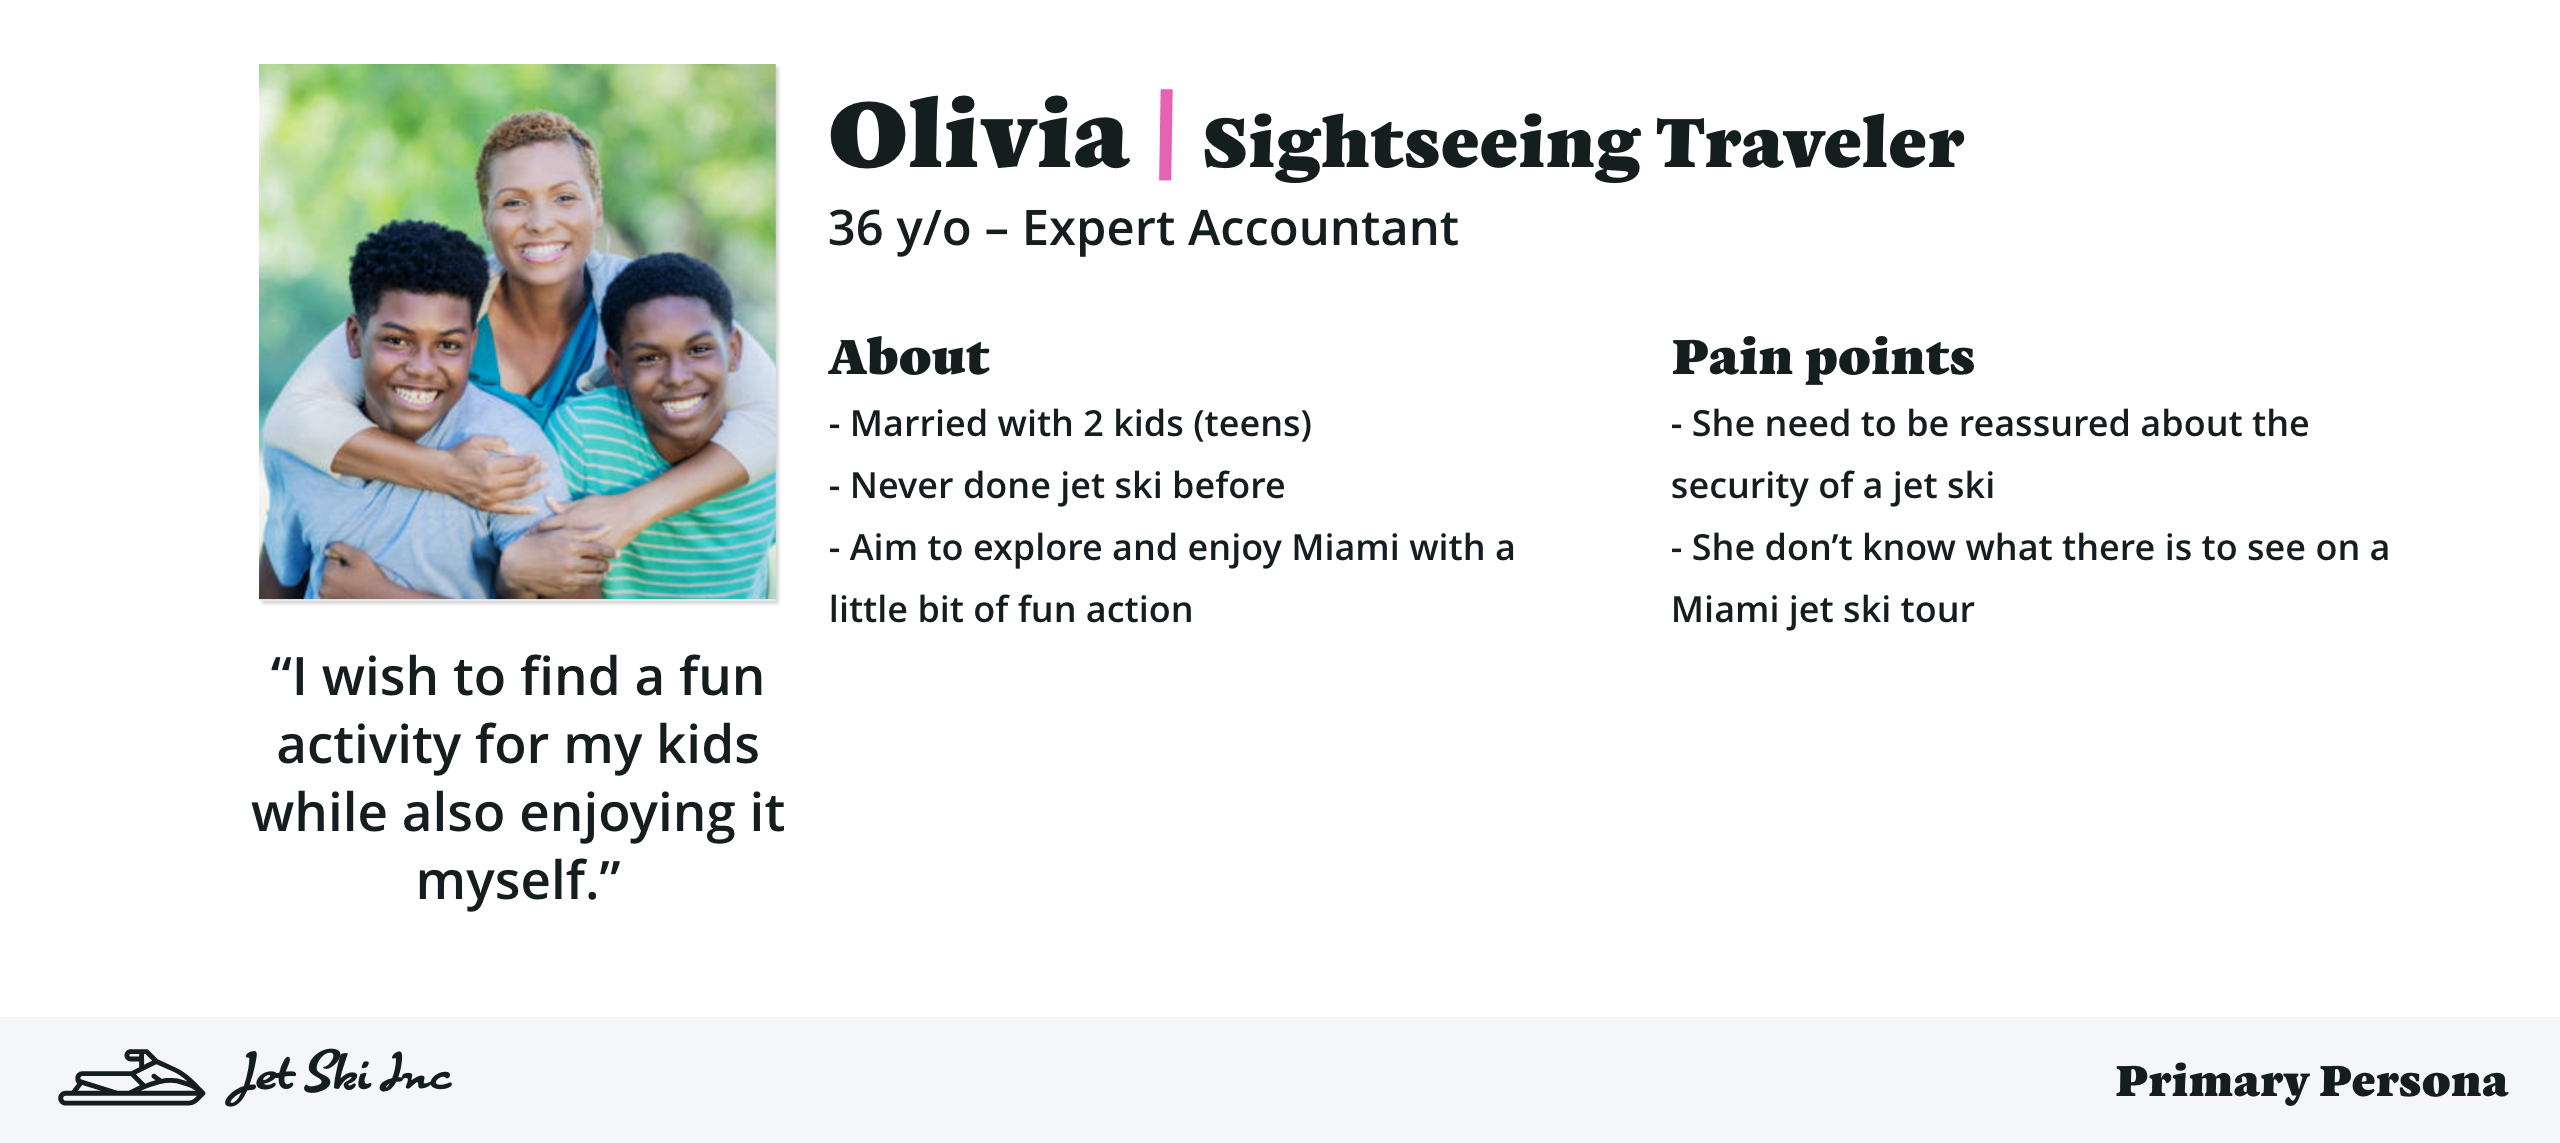 Olivia | Sightseeing Traveler
36 y/o – Expert Accountant
About
- Married with 2 kids (teens)
- Never done jet ski before
- Aim to explore and enjoy Miami with a
little bit of fun action
Pain points
- She need to be reassured about the
security of a jet ski
- She don’t know what there is to see on a
Miami jet ski tour
“I wish to find a fun
activity for my kids
while also enjoying it
myself.”
Jet Ski Inc
Primary Persona